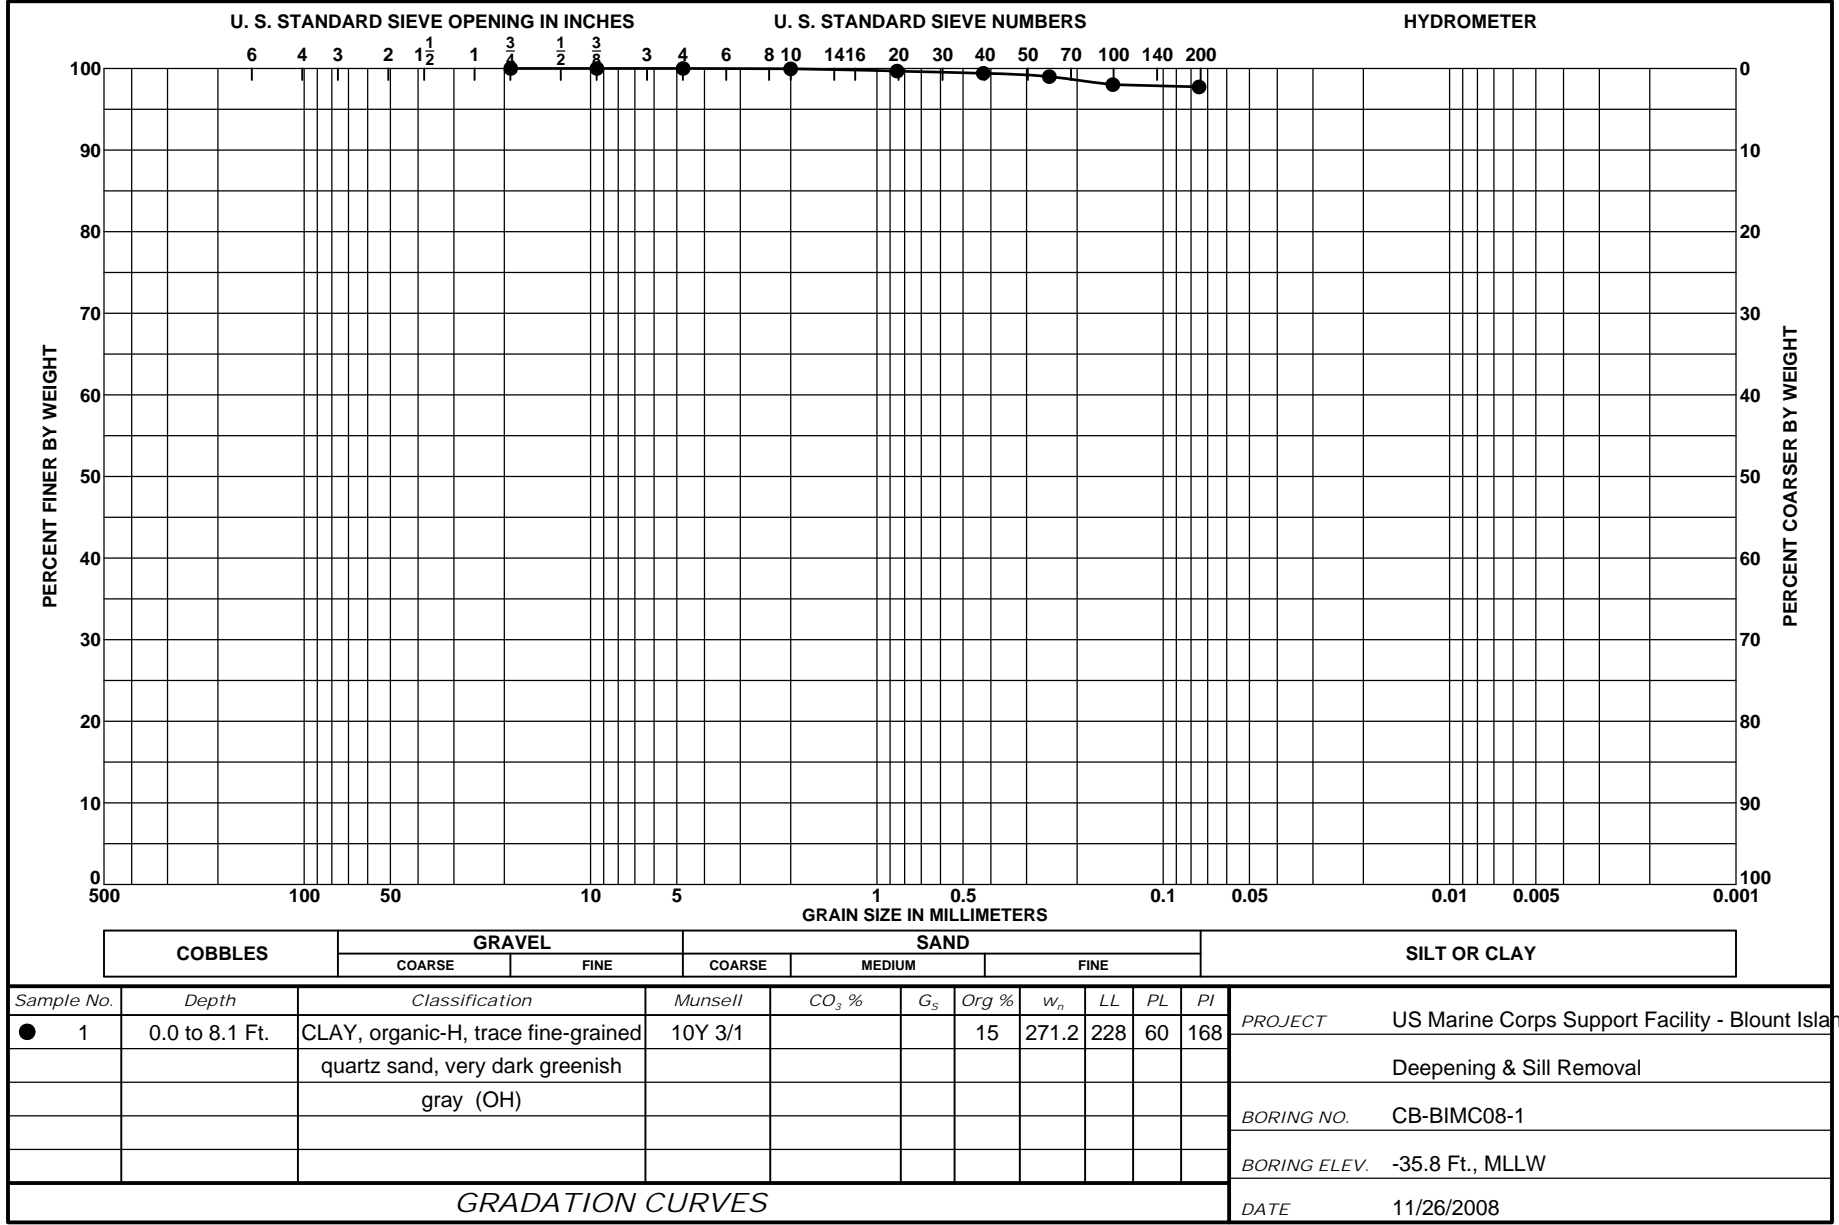 U. S. STANDARD SIEVE OPENING IN INCHES U. S. STANDARD SIEVE NUMBERS HYDROMETER
6 4 3 2 1 1/2 1 3/4 1/2 3/8 3 4 6 8 10 14 16 20 30 40 50 70 100 140 200
100 0
90 10
80 20
70 30
60 40
50 50
40 60
30 70
20 80
10 90
0 100
PERCENT FINER BY WEIGHT
PERCENT COARSER BY WEIGHT
500 100 50 10 5 1 0.5 0.1 0.05 0.01 0.005 0.001
GRAIN SIZE IN MILLIMETERS
COBBLES GRAVEL SAND SILT OR CLAY
COARSE FINE COARSE MEDIUM FINE
Sample No. Depth Classification Munsell CO₃ % Gₛ Org % wₙ LL PL PI
1 0.0 to 8.1 Ft. CLAY, organic-H, trace fine-grained 10Y 3/1 15 271.2 228 60 168
quartz sand, very dark greenish
gray (OH)
PROJECT US Marine Corps Support Facility - Blount Islan
Deepening & Sill Removal
BORING NO. CB-BIMC08-1
BORING ELEV. -35.8 Ft., MLLW
DATE 11/26/2008
GRADATION CURVES